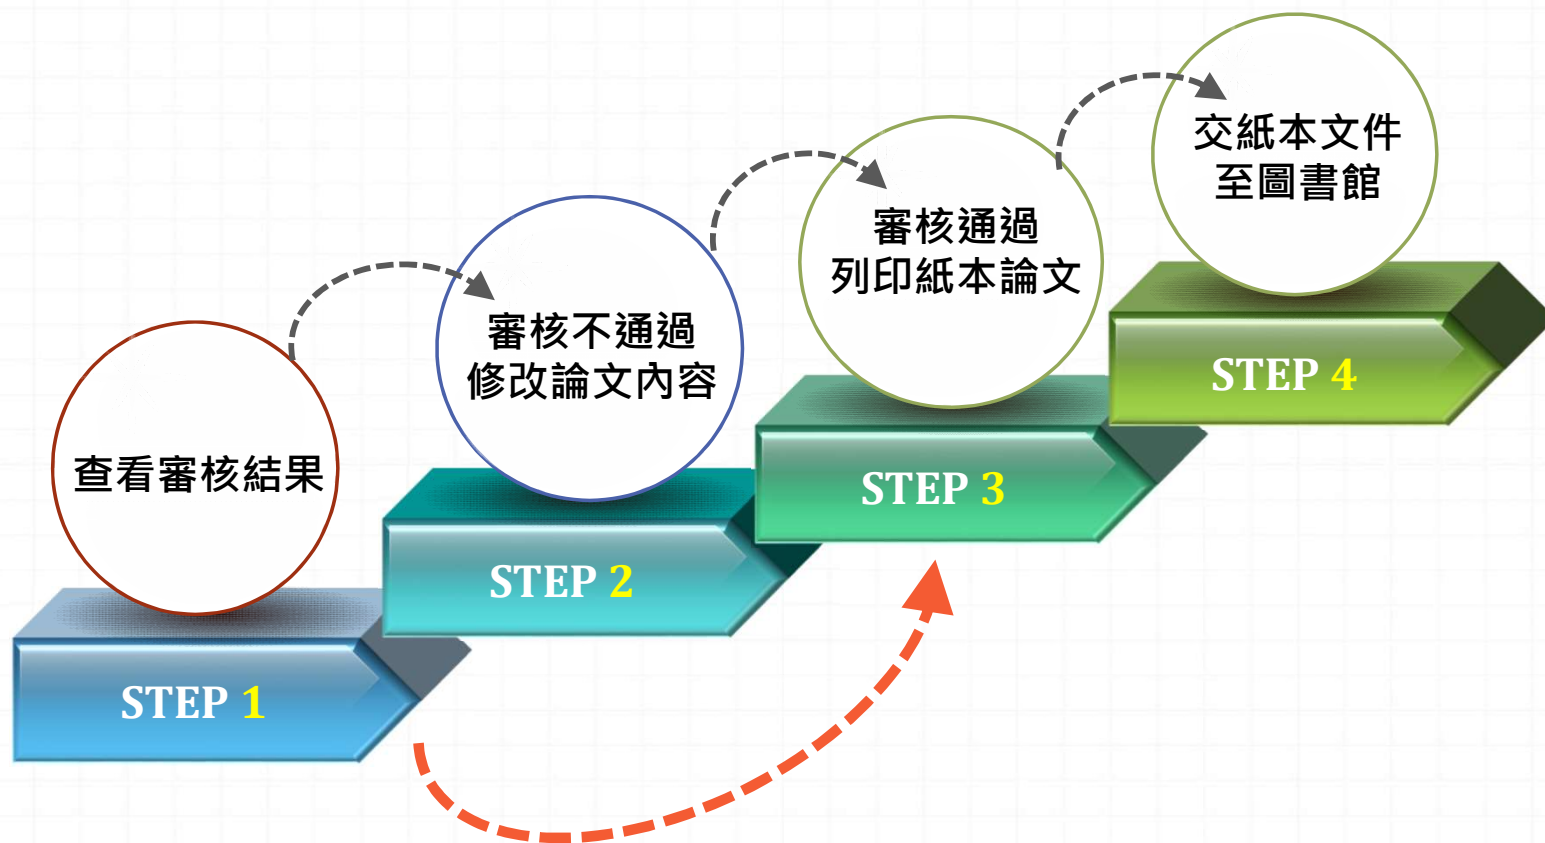 查看審核結果
STEP 1
審核不通過
修改論文內容
STEP 2
審核通過
列印紙本論文
STEP 3
交紙本文件
至圖書館
STEP 4